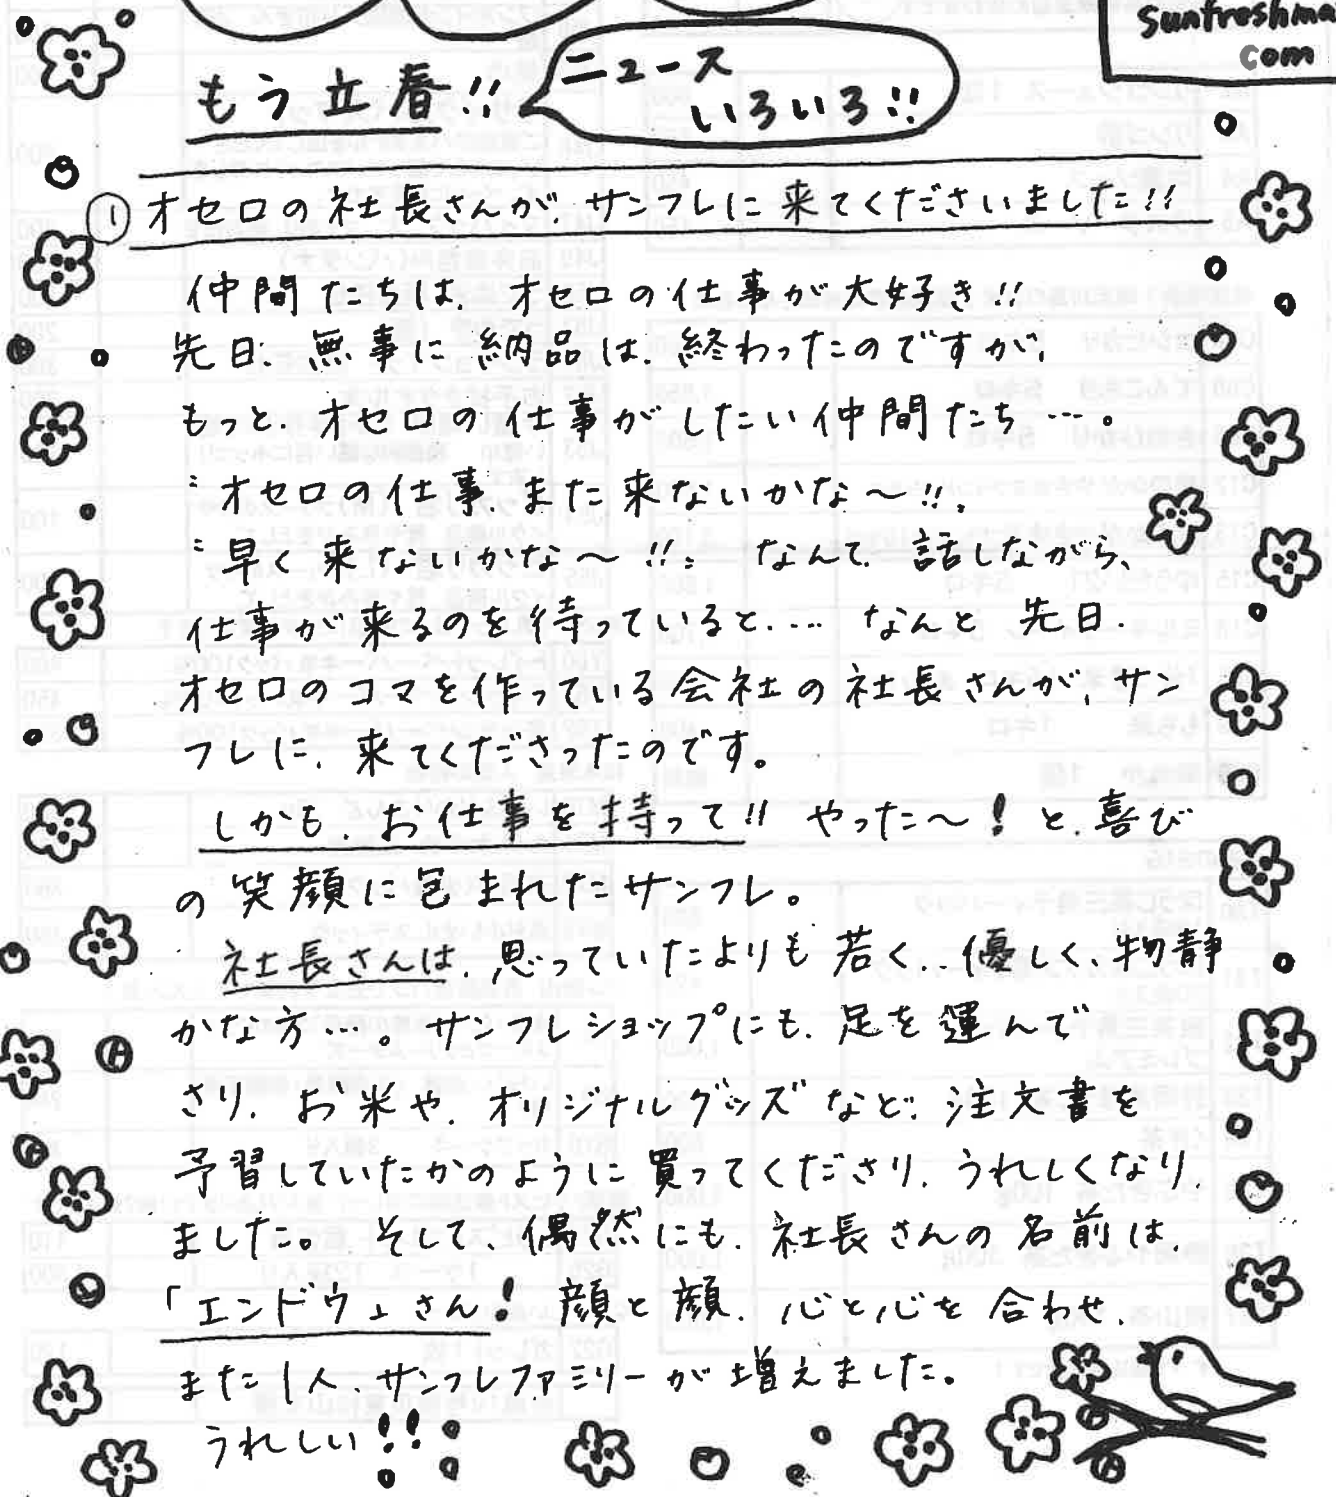 Sunfreshma
com
もう立春!!
ニュース
いろいろ!!
① オセロの社長さんが、サンフレに来てくださいました!!
仲間たちは、オセロの仕事が大好き!!
先日、無事に納品は、終わったのですが、
もっと、オセロの仕事がしたい仲間たち…。
〝オセロの仕事、また来ないかな〜!!、
〝早く来ないかな〜!!〟なんて、話しながら、
仕事が来るのを待っていると…. なんと先日、
オセロのコマを作っている会社の社長さんが、サン
フレに、来てくださったのです。
しかも、お仕事を持って!! やった〜!と、喜び
の笑顔に包まれたサンフレ。
社長さんは、思っていたよりも若く、優しく、物静
かな方…。サンフレショップにも、足を運んで
さり、お米や、オリジナルグッズなど、注文書を
予習していたかのように買ってくださり、うれしくなり
ました。そして、偶然にも、社長さんの名前は、
「エンドウ」さん!顔と顔、心と心を合わせ、
また1人、サンフレファミリーが増えました。
うれしい!!